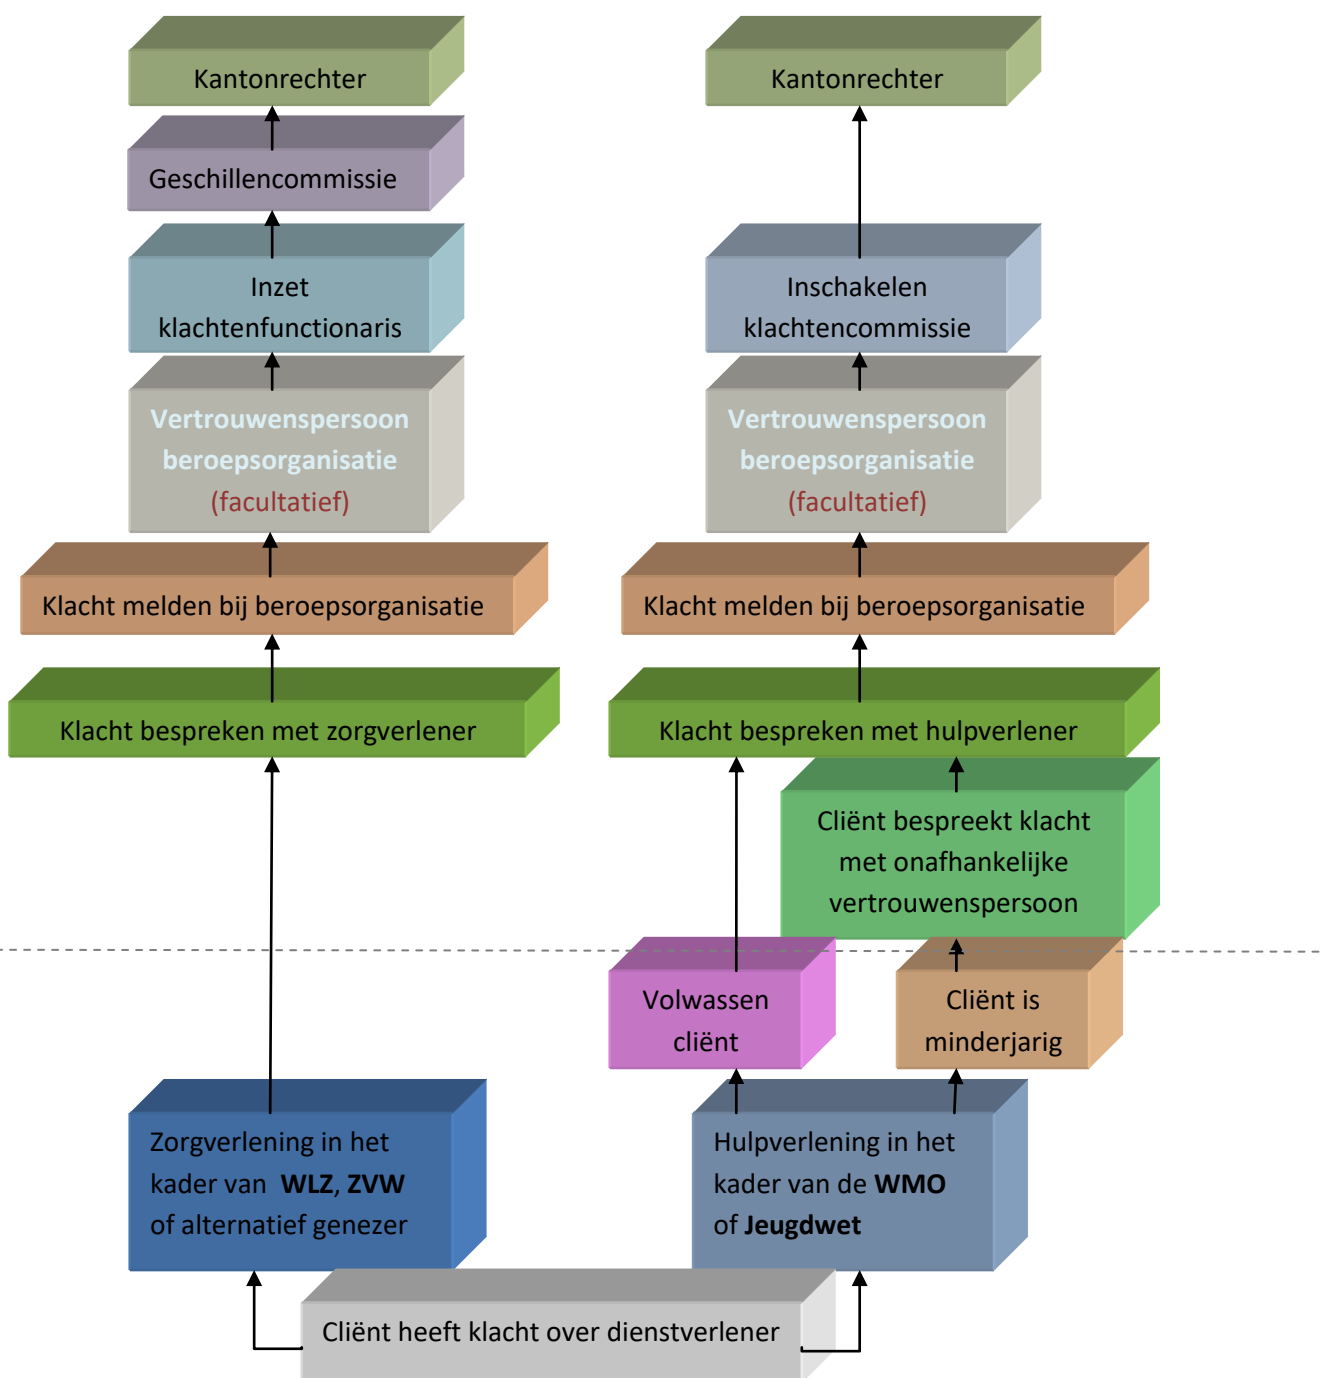 Kantonrechter
Kantonrechter
Geschillencommissie
Inzet
klachtenfunctionaris
Inschakelen
klachtencommissie
Vertrouwenspersoon
beroepsorganisatie
(facultatief)
Vertrouwenspersoon
beroepsorganisatie
(facultatief)
Klacht melden bij beroepsorganisatie
Klacht melden bij beroepsorganisatie
Klacht bespreken met zorgverlener
Klacht bespreken met hulpverlener
Cliënt bespreekt klacht
met onafhankelijke
vertrouwenspersoon
Volwassen
cliënt
Cliënt is
minderjarig
Zorgverlening in het
kader van WLZ, ZVW
of alternatief genezer
Hulpverlening in het
kader van de WMO
of Jeugdwet
Cliënt heeft klacht over dienstverlener